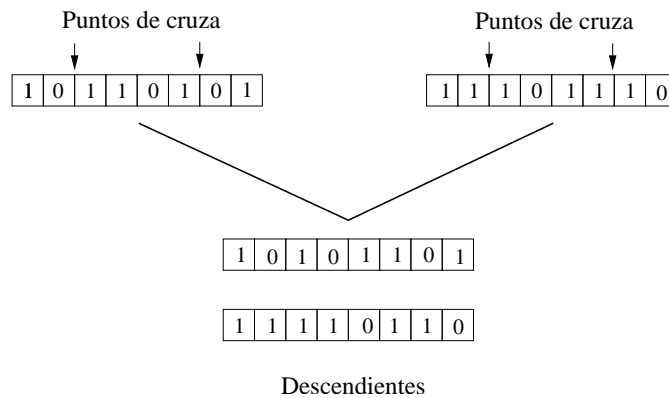 Puntos de cruza Puntos de cruza
1 0 1 1 0 1 0 1 1 1 1 0 1 1 1 0
1 0 1 0 1 1 0 1
1 1 1 1 0 1 1 0
Descendientes